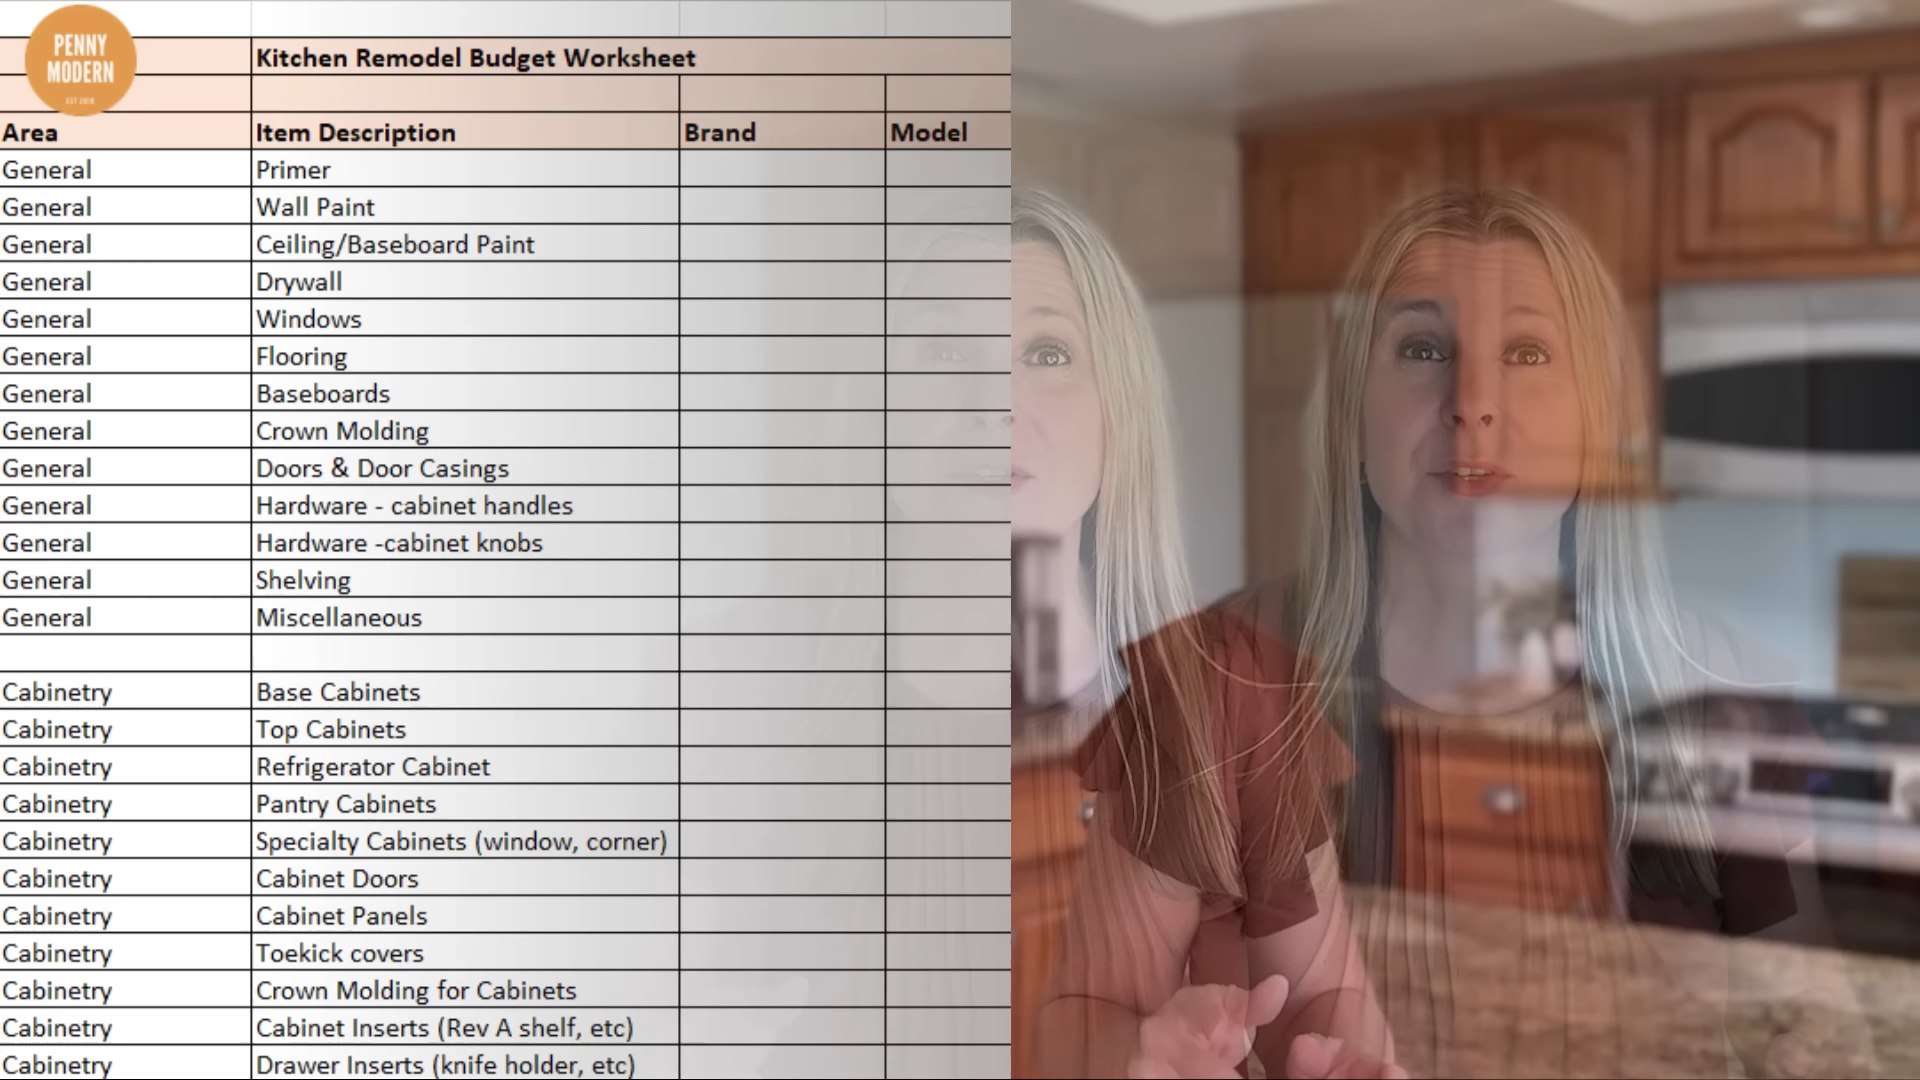 PENNY
MODERN
Kitchen Remodel Budget Worksheet
Area Item Description Brand Model
General Primer
General Wall Paint
General Ceiling/Baseboard Paint
General Drywall
General Windows
General Flooring
General Baseboards
General Crown Molding
General Doors & Door Casings
General Hardware - cabinet handles
General Hardware -cabinet knobs
General Shelving
General Miscellaneous
Cabinetry Base Cabinets
Cabinetry Top Cabinets
Cabinetry Refrigerator Cabinet
Cabinetry Pantry Cabinets
Cabinetry Specialty Cabinets (window, corner)
Cabinetry Cabinet Doors
Cabinetry Cabinet Panels
Cabinetry Toekick covers
Cabinetry Crown Molding for Cabinets
Cabinetry Cabinet Inserts (Rev A shelf, etc)
Cabinetry Drawer Inserts (knife holder, etc)